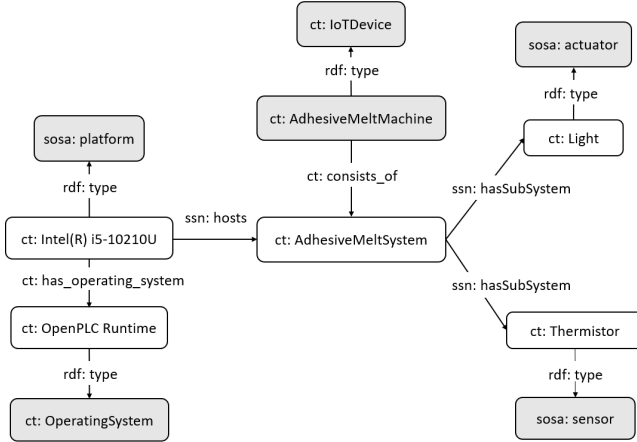 ct: IoTDevice
sosa: actuator
rdf: type
rdf: type
ct: AdhesiveMeltMachine
sosa: platform
ct: Light
ct: consists_of
rdf: type
ssn: hasSubSystem
ssn: hosts
ct: Intel(R) i5-10210U
ct: AdhesiveMeltSystem
ct: has_operating_system
ssn: hasSubSystem
ct: OpenPLC Runtime
ct: Thermistor
rdf: type
rdf: type
ct: OperatingSystem
sosa: sensor